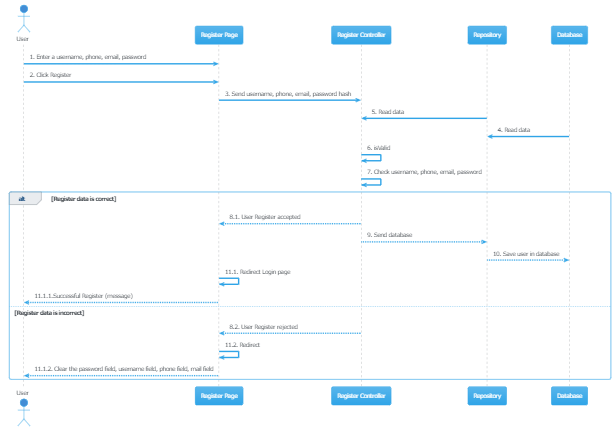 User
Register Page
Register Controller
Repository
Database
1. Enter a username, phone, email, password
2. Click Register
3. Send username, phone, email, password hash
5. Read data
4. Read data
6. isValid
7. Check username, phone, email, password
alt
[Register data is correct]
8.1. User Register accepted
9. Send database
10. Save user in database
11.1. Redirect Login page
11.1.1.Successful Register (message)
[Register data is incorrect]
8.2. User Register rejected
11.2. Redirect
11.1.2. Clear the password field, username field, phone field, mail field
User
Register Page
Register Controller
Repository
Database